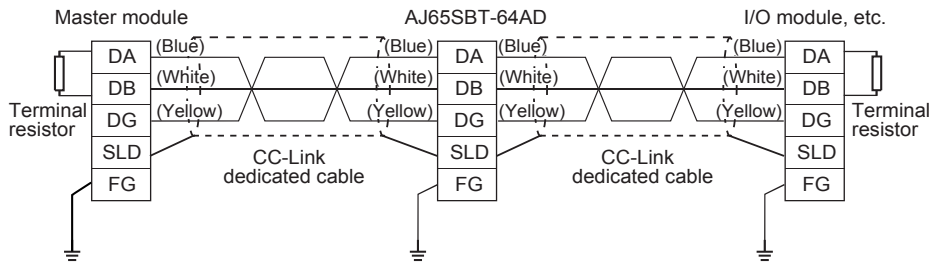 Master module
AJ65SBT-64AD
I/O module, etc.
DA
(Blue)
(Blue)
DA
(Blue)
(Blue)
DA
DB
(White)
(White)
DB
(White)
(White)
DB
DG
(Yellow)
(Yellow)
DG
(Yellow)
(Yellow)
DG
Terminal
resistor
Terminal
resistor
SLD
SLD
SLD
CC-Link
dedicated cable
CC-Link
dedicated cable
FG
FG
FG